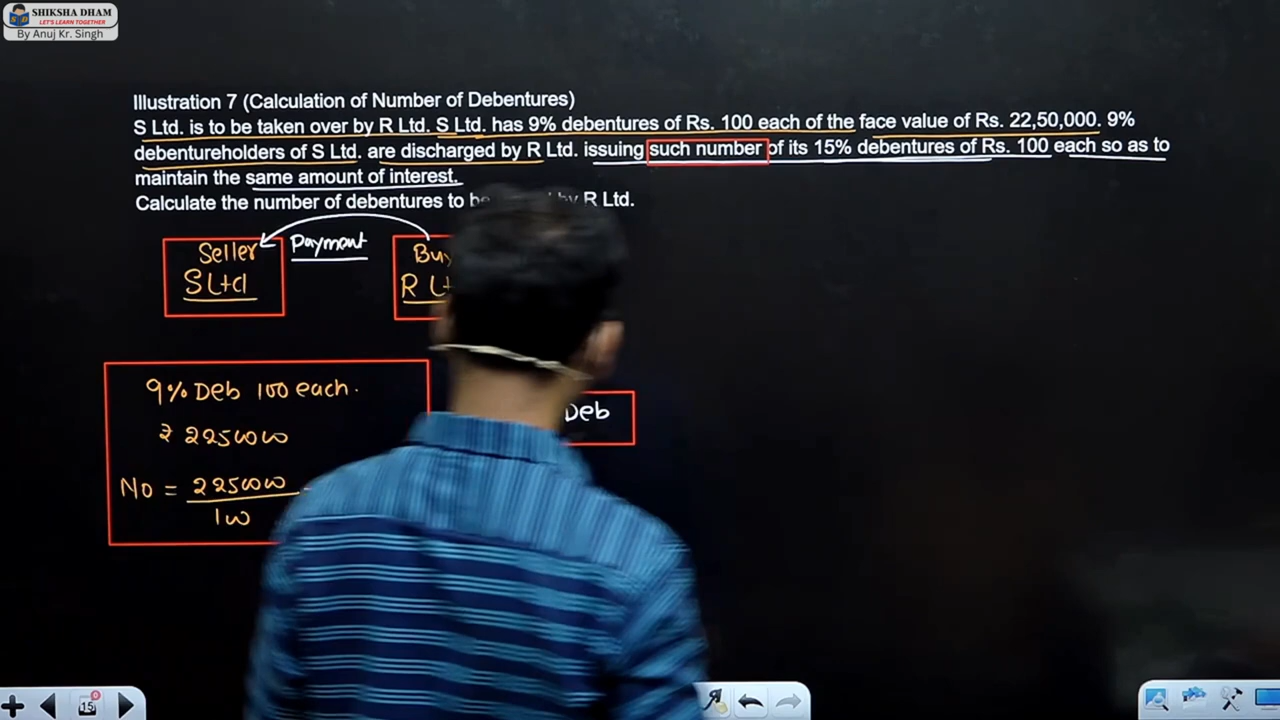 SHIKSHA DHAM
LET'S LEARN TOGETHER
By Anuj Kr. Singh
Illustration 7 (Calculation of Number of Debentures)
S Ltd. is to be taken over by R Ltd. S Ltd. has 9% debentures of Rs. 100 each of the face value of Rs. 22,50,000. 9%
debentureholders of S Ltd. are discharged by R Ltd. issuing such number of its 15% debentures of Rs. 100 each so as to
maintain the same amount of interest.
Calculate the number of debentures to be by R Ltd.
Seller
S Ltd
Payment
9% Deb 100 each.
₹ 2250000
No = 2250000
100
Deb
15